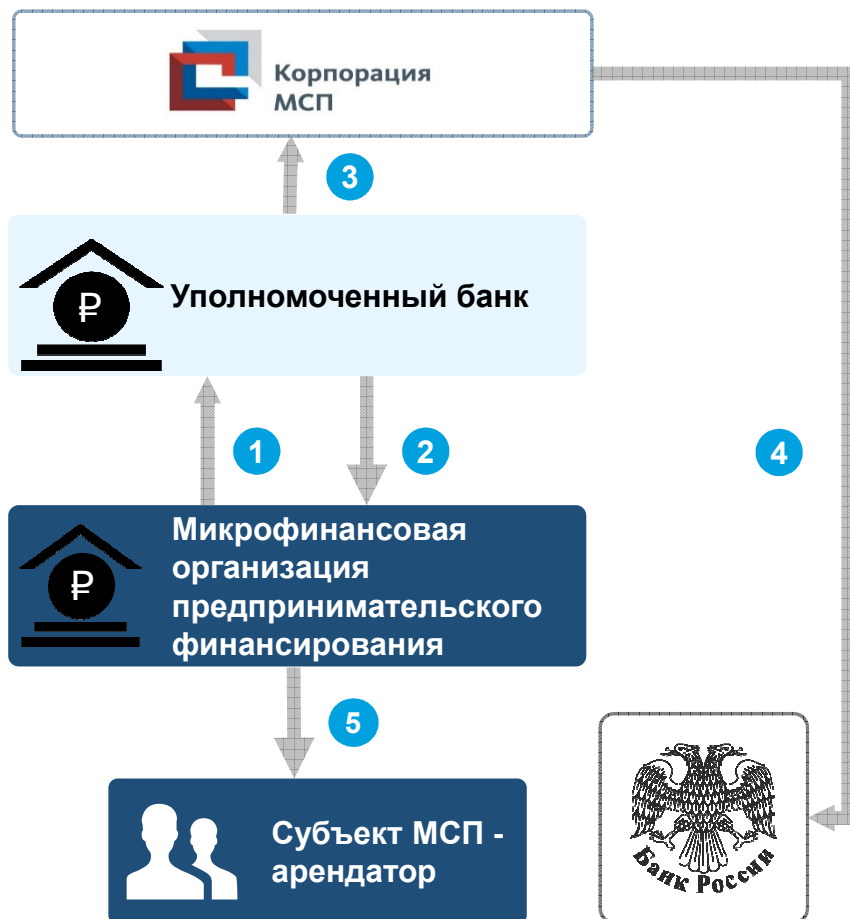 Корпорация
МСП
3
₽
Уполномоченный банк
1
2
4
₽
Микрофинансовая
организация
предпринимательского
финансирования
5
Субъект МСП -
арендатор
Банк России